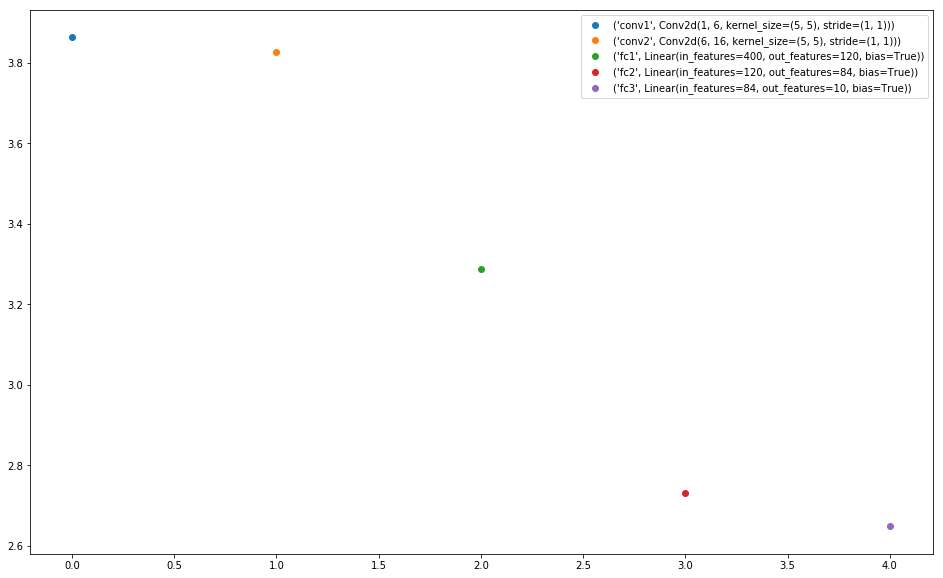 ('conv1', Conv2d(1, 6, kernel_size=(5, 5), stride=(1, 1)))
('conv2', Conv2d(6, 16, kernel_size=(5, 5), stride=(1, 1)))
('fc1', Linear(in_features=400, out_features=120, bias=True))
('fc2', Linear(in_features=120, out_features=84, bias=True))
('fc3', Linear(in_features=84, out_features=10, bias=True))
3.8
3.6
3.4
3.2
3.0
2.8
2.6
0.0 0.5 1.0 1.5 2.0 2.5 3.0 3.5 4.0